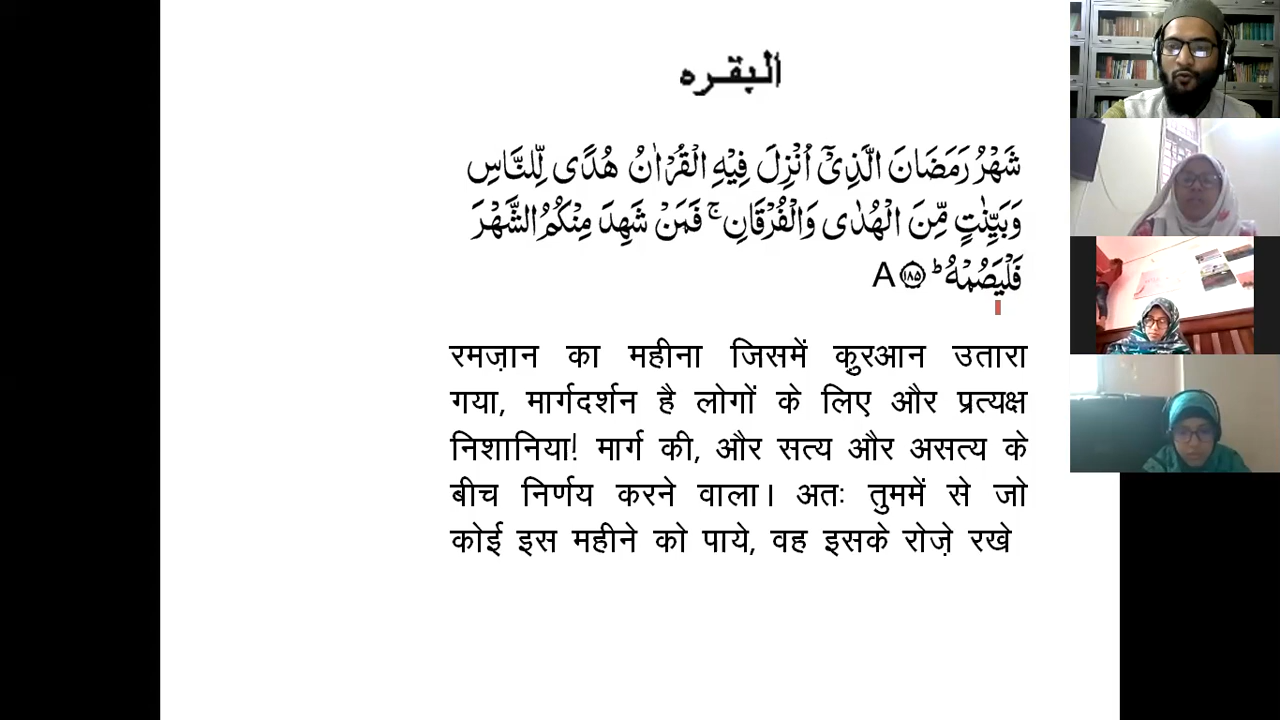 البقره
شَهْرُ رَمَضَانَ الَّذِيْٓ اُنْزِلَ فِيْهِ الْقُرْاٰنُ هُدًى لِّلنَّاسِ
وَبَيِّنٰتٍ مِّنَ الْهُدٰى وَالْفُرْقَانِ ۚ فَمَنْ شَهِدَ مِنْكُمُ الشَّهْرَ
فَلْيَصُمْهُ ؕ ۝١٨٥ A
रमज़ान का महीना जिसमें क़ुरआन उतारा
गया, मार्गदर्शन है लोगों के लिए और प्रत्यक्ष
निशानिया! मार्ग की, और सत्य और असत्य के
बीच निर्णय करने वाला। अतः तुममें से जो
कोई इस महीने को पाये, वह इसके रोज़े रखे